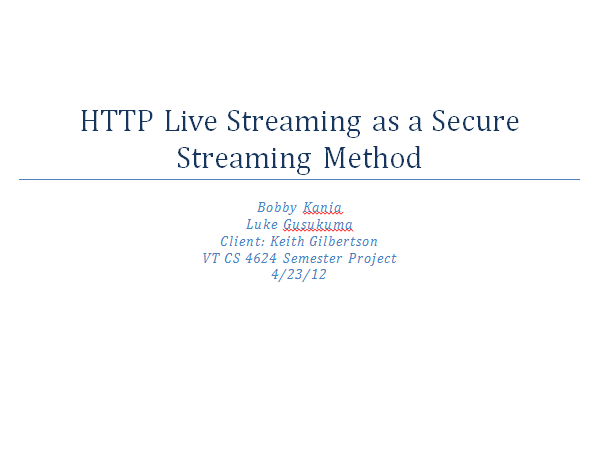 HTTP Live Streaming as a Secure
Streaming Method
Bobby Kania
Luke Gusukuma
Client: Keith Gilbertson
VT CS 4624 Semester Project
4/23/12